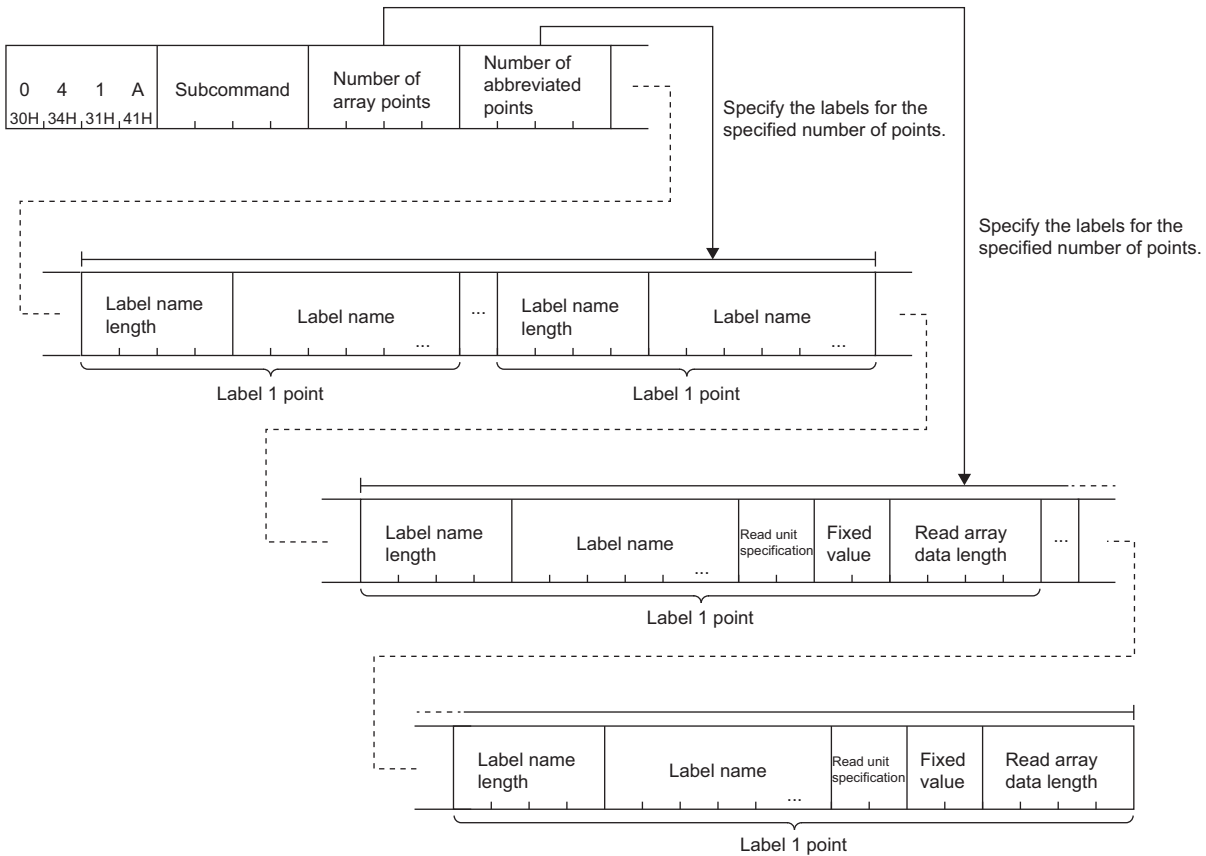 0 4 1 A
30H 34H 31H 41H
Subcommand
Number of
array points
Number of
abbreviated
points
Specify the labels for the
specified number of points.
Specify the labels for the
specified number of points.
Label name
length
Label name
...
...
Label name
length
Label name
...
Label 1 point
Label 1 point
Label name
length
Label name
...
Read unit
specification
Fixed
value
Read array
data length
...
Label 1 point
Label name
length
Label name
...
Read unit
specification
Fixed
value
Read array
data length
Label 1 point